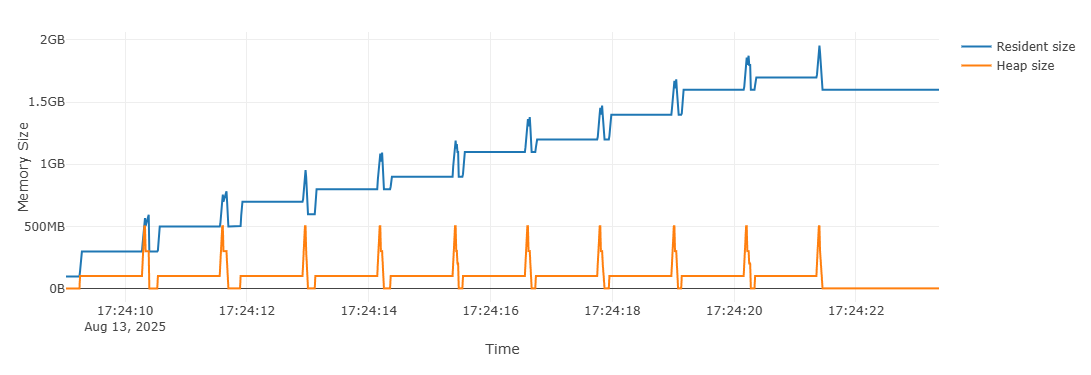 2GB
1.5GB
1GB
500MB
0B
Memory Size
17:24:10
Aug 13, 2025
17:24:12
17:24:14
17:24:16
17:24:18
17:24:20
17:24:22
Time
Resident size
Heap size